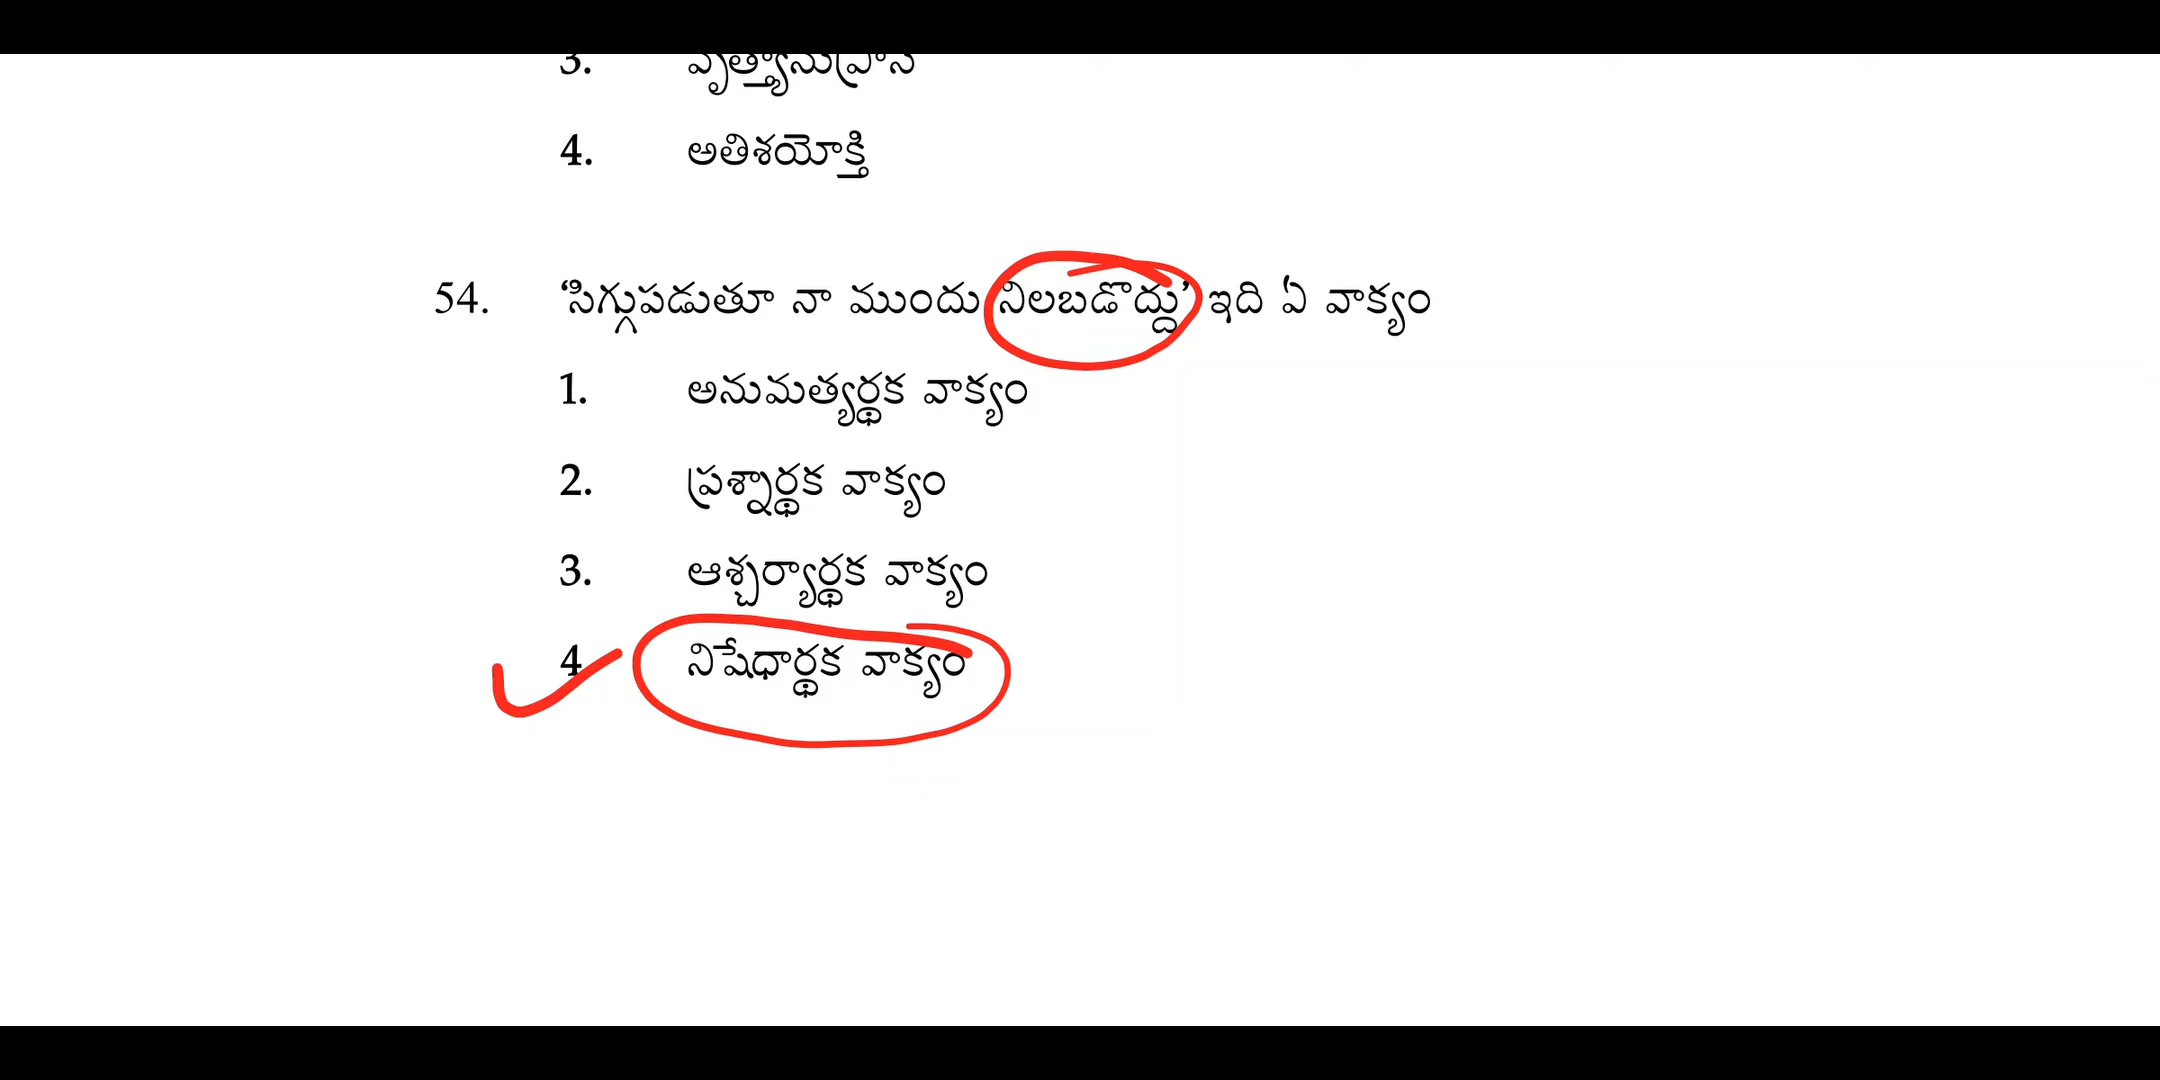 3. వృత్త్యానుప్రాస
4. అతిశయోక్తి
54. ‘సిగ్గుపడుతూ నా ముందు నిలబడొద్దు’ ఇది ఏ వాక్యం
1. అనుమత్యర్థక వాక్యం
2. ప్రశ్నార్థక వాక్యం
3. ఆశ్చర్యార్థక వాక్యం
4 నిషేధార్థక వాక్యం